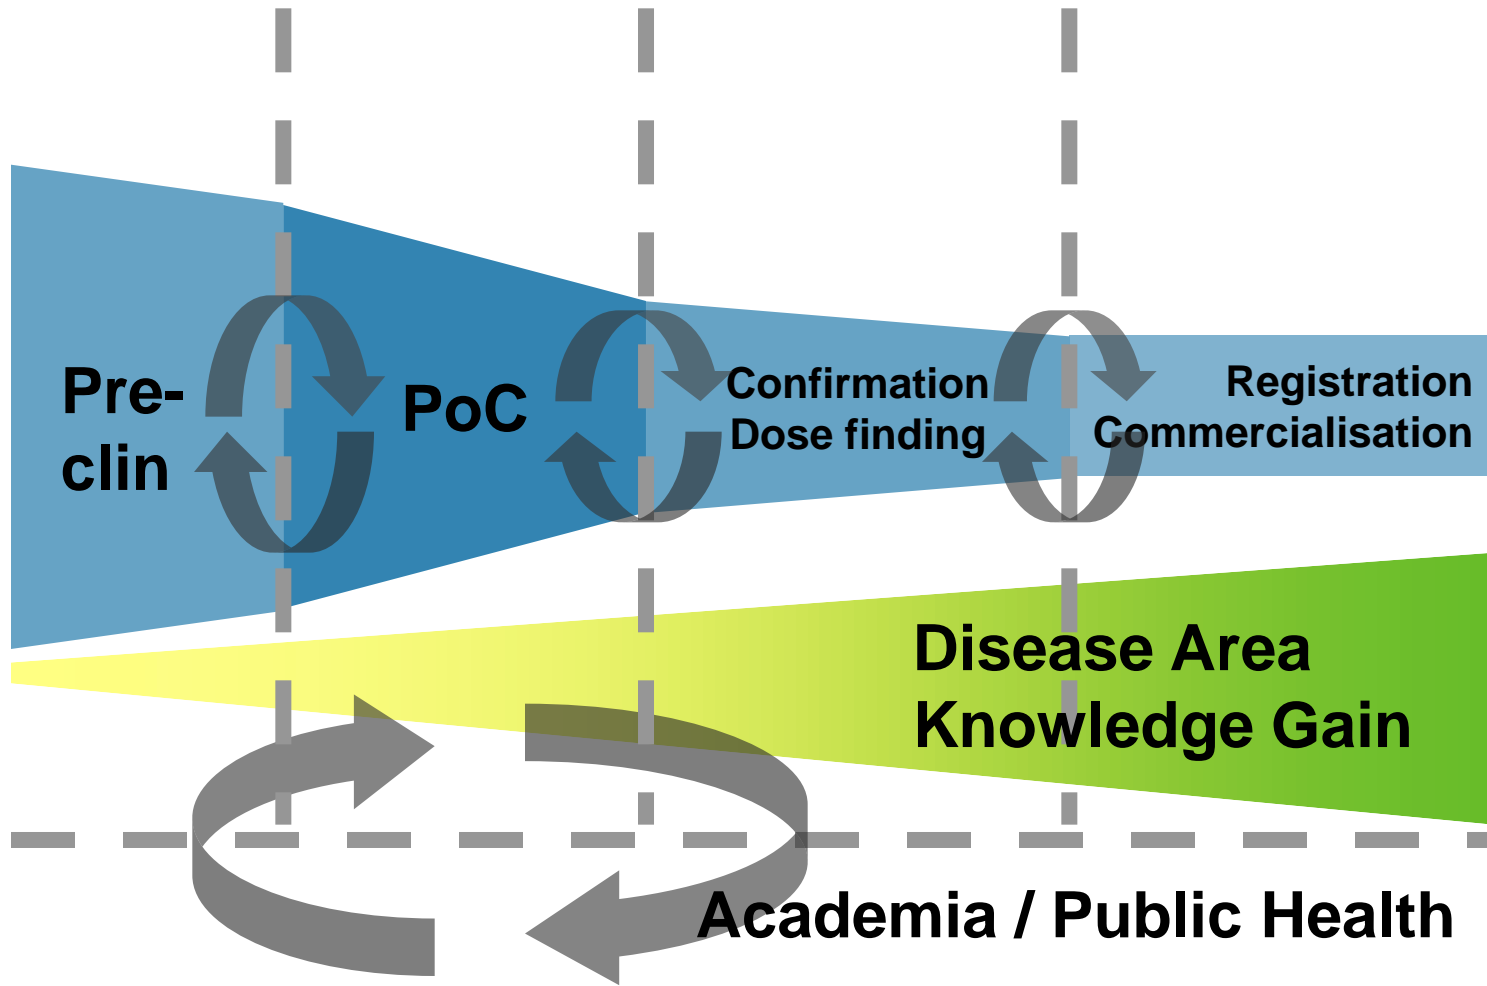 Pre-
clin
PoC
Confirmation
Dose finding
Registration
Commercialisation
Disease Area
Knowledge Gain
Academia / Public Health